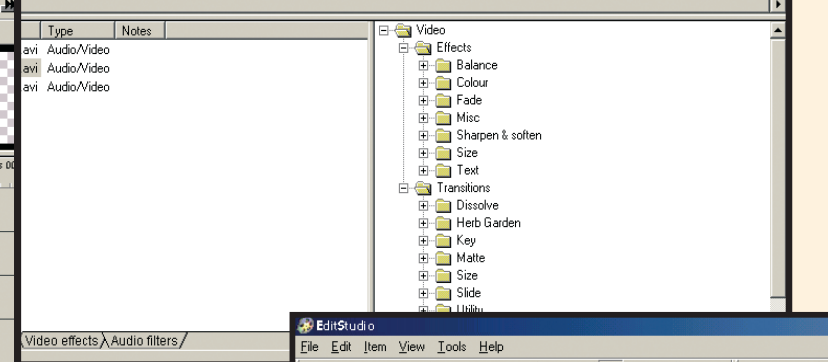 Type Notes
avi Audio/Video
avi Audio/Video
avi Audio/Video
Video
Effects
Balance
Colour
Fade
Misc
Sharpen & soften
Size
Text
Transitions
Dissolve
Herb Garden
Key
Matte
Size
Slide
Utility
Video effects Audio filters
EditStudio
File Edit Item View Tools Help